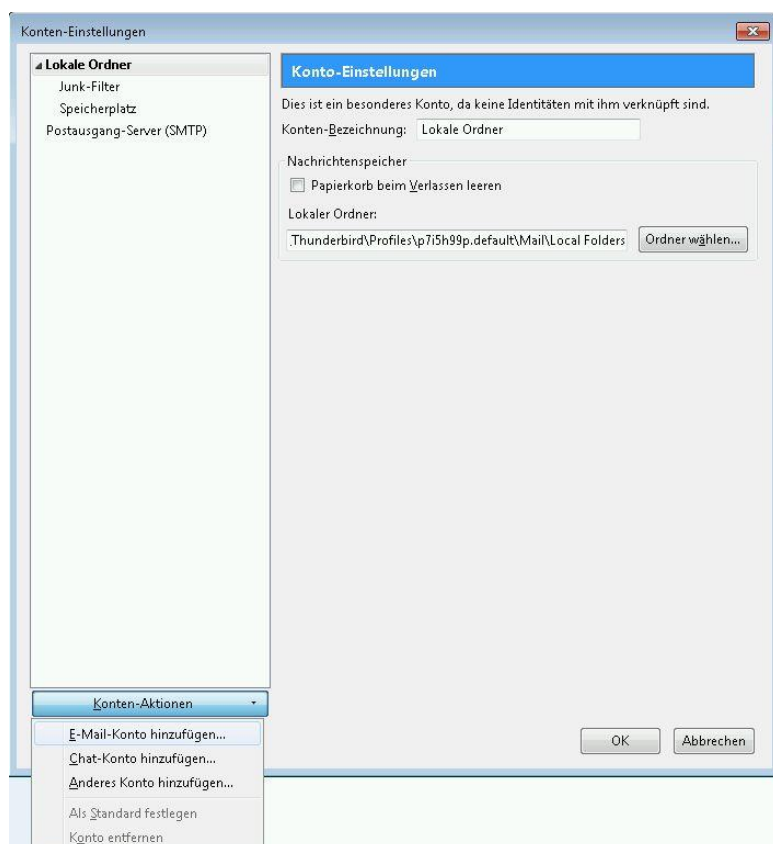 Konten-Einstellungen
Lokale Ordner
Junk-Filter
Speicherplatz
Postausgang-Server (SMTP)
Konto-Einstellungen
Dies ist ein besonderes Konto, da keine Identitäten mit ihm verknüpft sind.
Konten-Bezeichnung: Lokale Ordner
Nachrichtenspeicher
Papierkorb beim Verlassen leeren
Lokaler Ordner:
.Thunderbird\Profiles\p7i5h99p.default\Mail\Local Folders Ordner wählen...
Konten-Aktionen
E-Mail-Konto hinzufügen...
Chat-Konto hinzufügen...
Anderes Konto hinzufügen...
Als Standard festlegen
Konto entfernen
OK Abbrechen